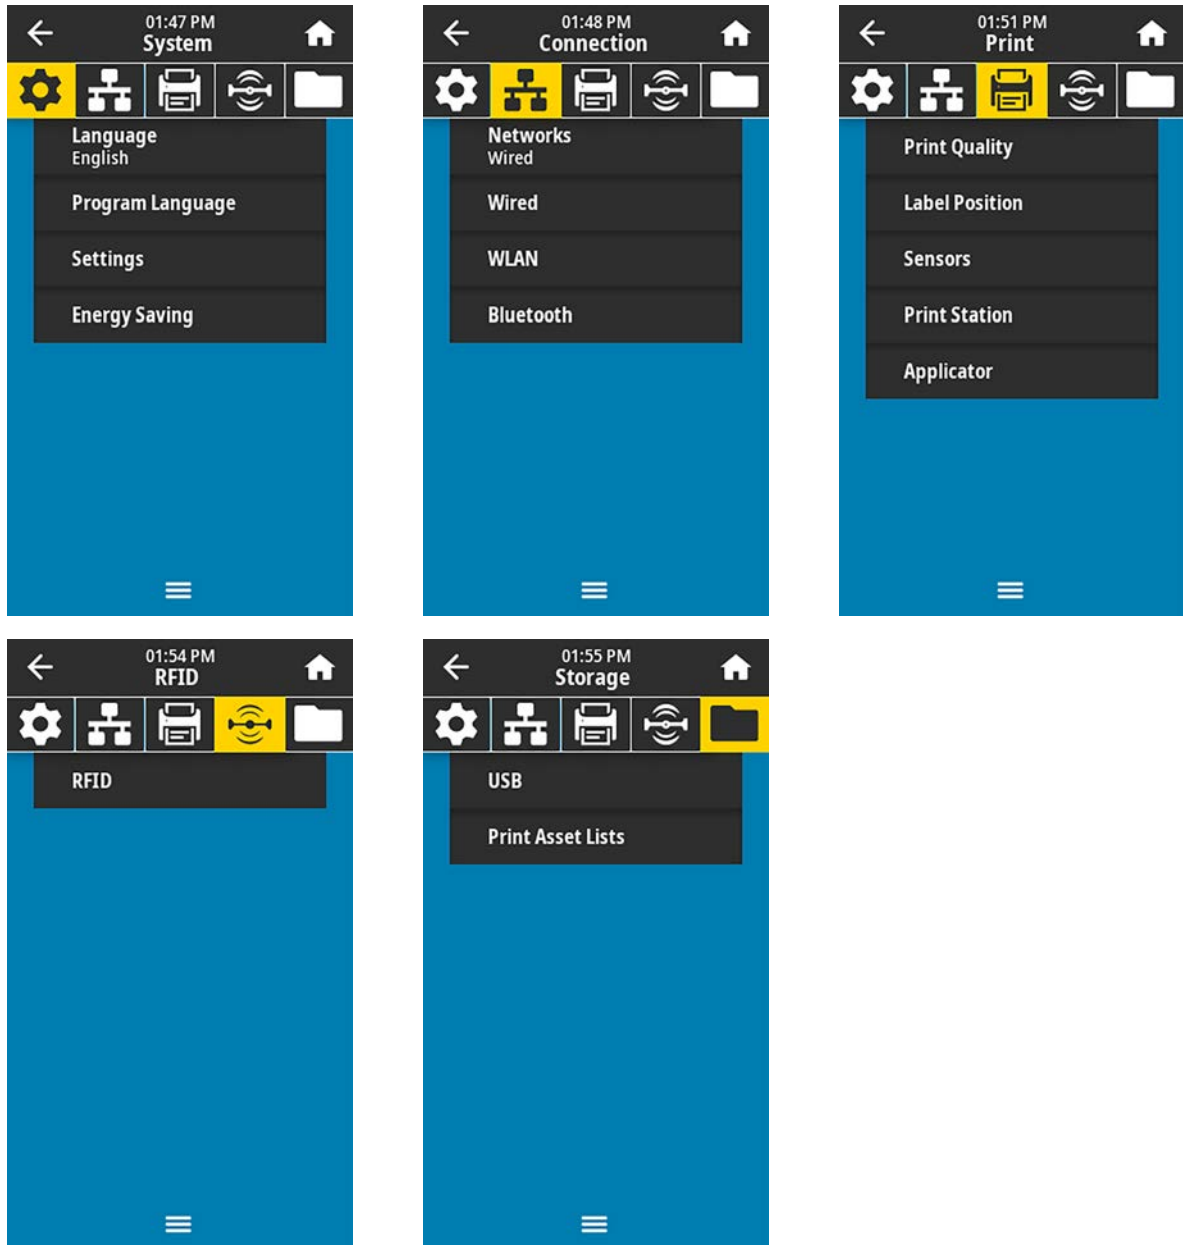 01:47 PM
System
Language
English
Program Language
Settings
Energy Saving
01:48 PM
Connection
Networks
Wired
Wired
WLAN
Bluetooth
01:51 PM
Print
Print Quality
Label Position
Sensors
Print Station
Applicator
01:54 PM
RFID
RFID
01:55 PM
Storage
USB
Print Asset Lists